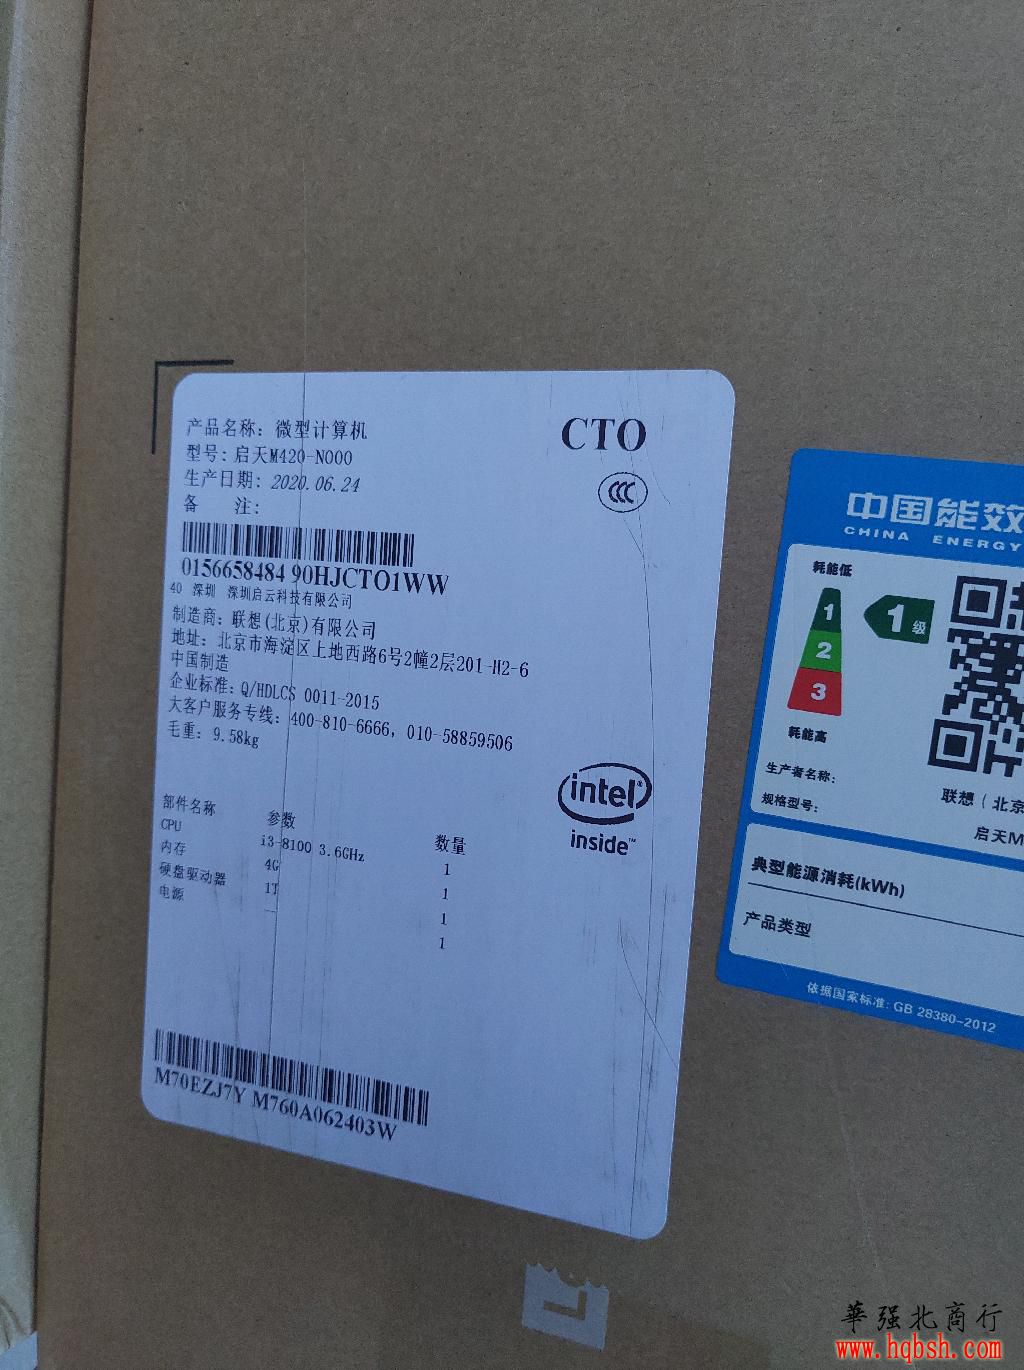 产品名称: 微型计算机
型号: 启天M420-N000
生产日期: 2020.06.24
备 注:
CTO
CCC
0156658484 90HJCTO1WW
40 深圳 深圳启云科技有限公司
制造商: 联想(北京)有限公司
地址: 北京市海淀区上地西路6号2幢2层201-H2-6
中国制造
企业标准: Q/HDLCS 0011-2015
大客户服务专线: 400-810-6666, 010-58859506
毛重: 9.58kg
intel inside™
部件名称 参数 数量
CPU i3-8100 3.6GHz 1
内存 4G 1
硬盘驱动器 1T 1
电源 -- 1
M70EZJ7Y M760A062403W
中国能效
CHINA ENERGY
耗能低
1
2
3
1级
耗能高
生产者名称: 联想（北京
规格型号: 启天M
典型能源消耗(kWh)
产品类型
依据国家标准: GB 28380-2012
華强北商行
www.hqbsh.com